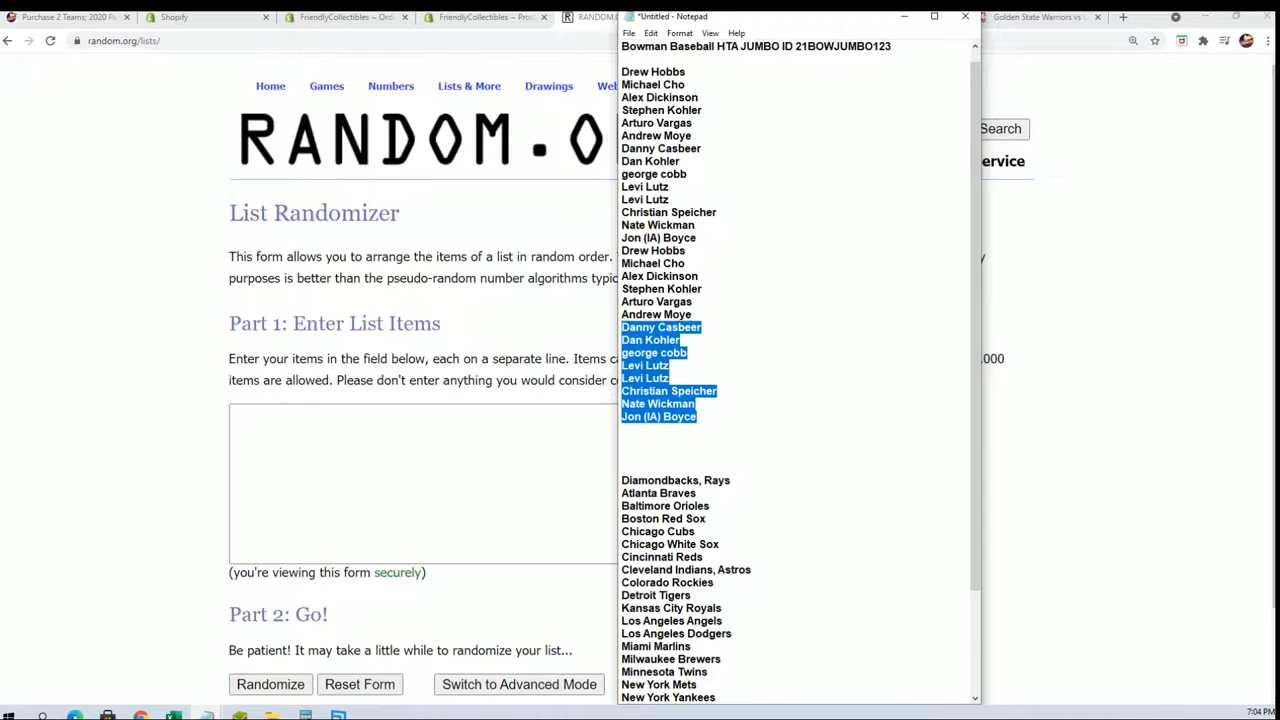 Purchase 2 Teams; 2020 P
Shopify
FriendlyCollectibles ~ Ord
FriendlyCollectibles ~ Prod
RANDOM.O
*Untitled - Notepad
Golden State Warriors vs L
random.org/lists/
File Edit Format View Help
Bowman Baseball HTA JUMBO ID 21BOWJUMBO123
Home Games Numbers Lists & More Drawings Web
RANDOM.O
Search
ervice
List Randomizer
This form allows you to arrange the items of a list in random order.
purposes is better than the pseudo-random number algorithms typic
Part 1: Enter List Items
Enter your items in the field below, each on a separate line. Items c
,000
items are allowed. Please don't enter anything you would consider c
(you're viewing this form securely)
Part 2: Go!
Be patient! It may take a little while to randomize your list...
Randomize Reset Form Switch to Advanced Mode
Drew Hobbs
Michael Cho
Alex Dickinson
Stephen Kohler
Arturo Vargas
Andrew Moye
Danny Casbeer
Dan Kohler
george cobb
Levi Lutz
Levi Lutz
Christian Speicher
Nate Wickman
Jon (IA) Boyce
Drew Hobbs
Michael Cho
Alex Dickinson
Stephen Kohler
Arturo Vargas
Andrew Moye
Danny Casbeer
Dan Kohler
george cobb
Levi Lutz
Levi Lutz
Christian Speicher
Nate Wickman
Jon (IA) Boyce
Diamondbacks, Rays
Atlanta Braves
Baltimore Orioles
Boston Red Sox
Chicago Cubs
Chicago White Sox
Cincinnati Reds
Cleveland Indians, Astros
Colorado Rockies
Detroit Tigers
Kansas City Royals
Los Angeles Angels
Los Angeles Dodgers
Miami Marlins
Milwaukee Brewers
Minnesota Twins
New York Mets
New York Yankees
7:04 PM